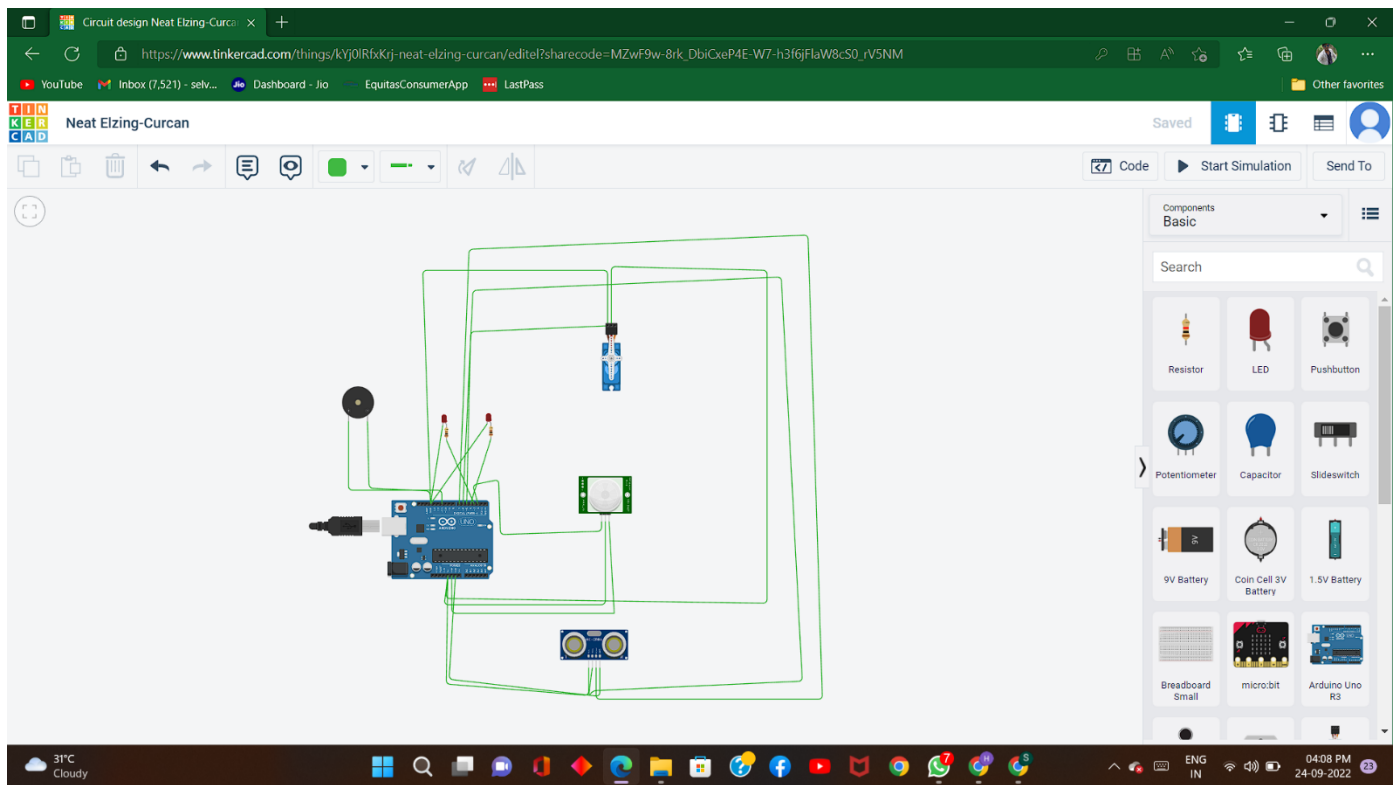 Circuit design Neat Elzing-Curca
https://www.tinkercad.com/things/kYj0lRfxKrj-neat-elzing-curcan/editel?sharecode=MZwF9w-8rk_DbiCxeP4E-W7-h3f6jFlaW8cS0_rV5NM
YouTube Inbox (7,521) - selv... Jio Dashboard - Jio EquitasConsumerApp LastPass Other favorites
TIN
KER
CAD
Neat Elzing-Curcan
Saved
Code Start Simulation Send To
Components
Basic
Search
Resistor LED Pushbutton
Potentiometer Capacitor Slideswitch
9V
9V Battery Coin Cell 3V Battery 1.5V Battery
Breadboard Small micro:bit Arduino Uno R3
UNO
31°C
Cloudy
7
H
S
ENG
IN
04:08 PM
24-09-2022
23